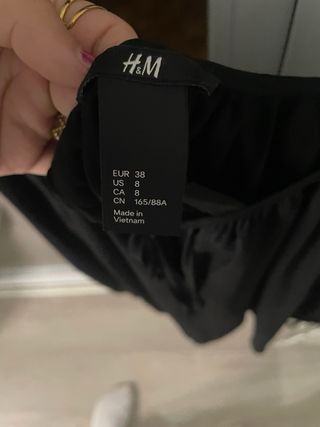 H&M
EUR 38
US 8
CA 8
CN 165/88A
Made in
Vietnam